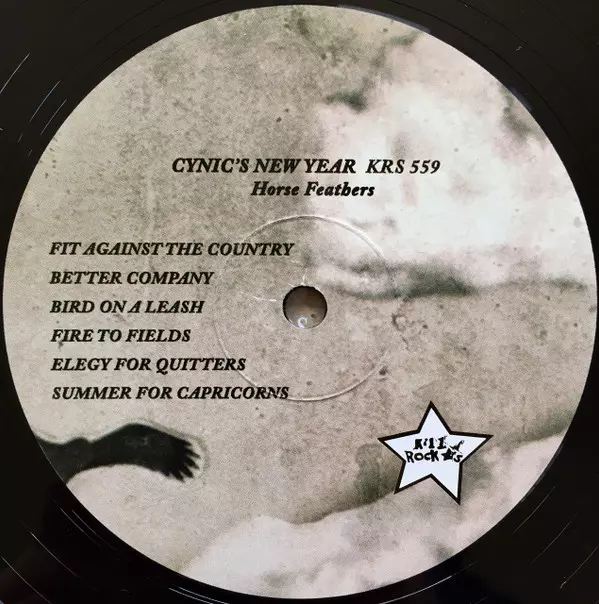 CYNIC'S NEW YEAR KRS 559
Horse Feathers
FIT AGAINST THE COUNTRY
BETTER COMPANY
BIRD ON A LEASH
FIRE TO FIELDS
ELEGY FOR QUITTERS
SUMMER FOR CAPRICORNS
KILL
ROCK ★S